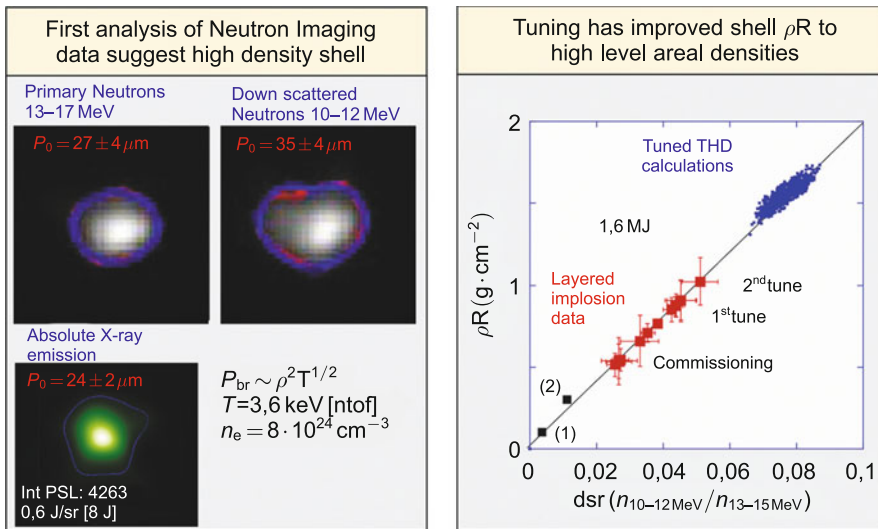 First analysis of Neutron Imaging
data suggest high density shell
Primary Neutrons
13–17 MeV
Down scattered
Neutrons 10–12 MeV
P₀ = 27 ± 4 μm
P₀ = 35 ± 4 μm
Absolute X-ray
emission
P₀ = 24 ± 2 μm
Int PSL: 4263
0,6 J/sr [8 J]
P_br ~ ρ²T^1/2
T=3,6 keV [ntof]
n_e = 8 · 10²⁴ cm⁻³
Tuning has improved shell ρR to
high level areal densities
ρR (g · cm⁻²)
2
1
0
Tuned THD
calculations
1,6 MJ
Layered
implosion
data
2nd tune
1st tune
Commissioning
(2)
(1)
0 0,02 0,04 0,06 0,08 0,1
dsr (n₁₀₋₁₂ MeV / n₁₃₋₁₅ MeV)